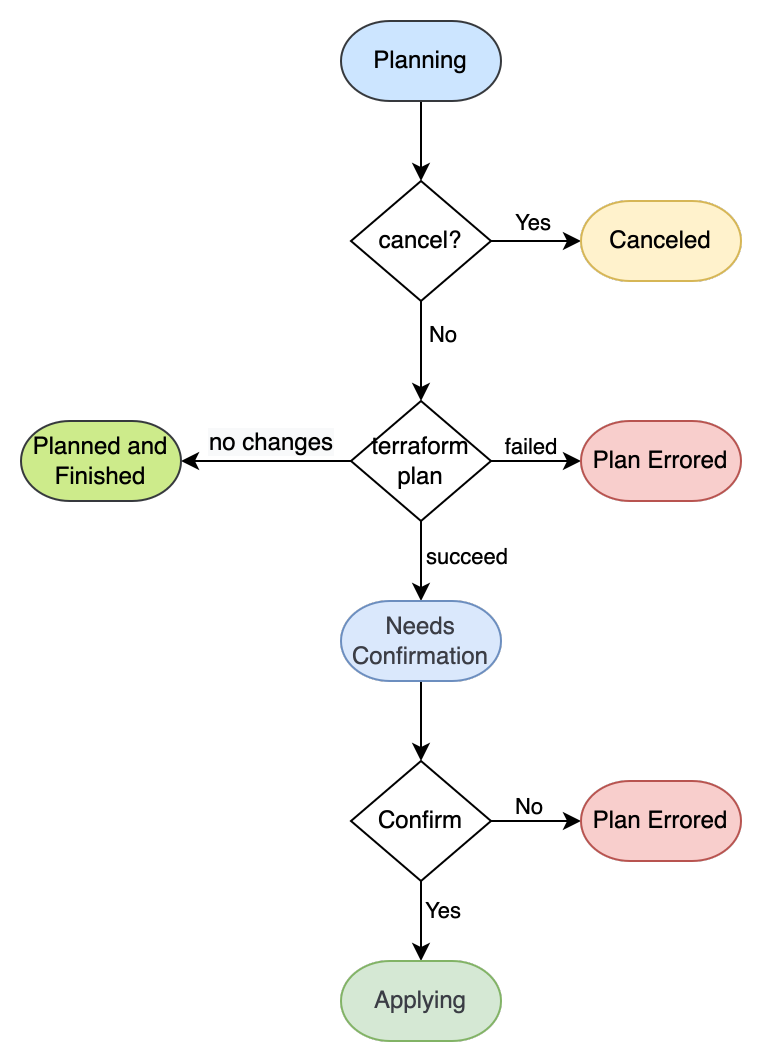 Planning
cancel?
Yes
Canceled
No
Planned and
Finished
no changes
terraform
plan
failed
Plan Errored
succeed
Needs
Confirmation
Confirm
No
Plan Errored
Yes
Applying